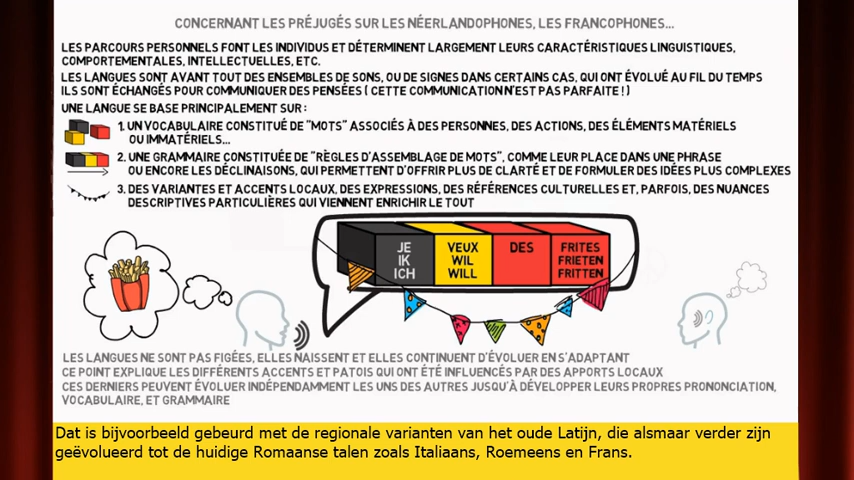 CONCERNANT LES PRÉJUGÉS SUR LES NÉERLANDOPHONES, LES FRANCOPHONES...
LES PARCOURS PERSONNELS FONT LES INDIVIDUS ET DÉTERMINENT LARGEMENT LEURS CARACTÉRISTIQUES LINGUISTIQUES,
COMPORTEMENTALES, INTELLECTUELLES, ETC.
LES LANGUES SONT AVANT TOUT DES ENSEMBLES DE SONS, OU DE SIGNES DANS CERTAINS CAS, QUI ONT ÉVOLUÉ AU FIL DU TEMPS
ILS SONT ÉCHANGÉS POUR COMMUNIQUER DES PENSÉES ( CETTE COMMUNICATION N'EST PAS PARFAITE ! )
UNE LANGUE SE BASE PRINCIPALEMENT SUR :
1. UN VOCABULAIRE CONSTITUÉ DE "MOTS" ASSOCIÉS À DES PERSONNES, DES ACTIONS, DES ÉLÉMENTS MATÉRIELS
OU IMMATÉRIELS...
2. UNE GRAMMAIRE CONSTITUÉE DE "RÈGLES D'ASSEMBLAGE DE MOTS", COMME LEUR PLACE DANS UNE PHRASE
OU ENCORE LES DÉCLINAISONS, QUI PERMETTENT D'OFFRIR PLUS DE CLARTÉ ET DE FORMULER DES IDÉES PLUS COMPLEXES
3. DES VARIANTES ET ACCENTS LOCAUX, DES EXPRESSIONS, DES RÉFÉRENCES CULTURELLES ET, PARFOIS, DES NUANCES
DESCRIPTIVES PARTICULIÈRES QUI VIENNENT ENRICHIR LE TOUT
JE VEUX DES FRITES
IK WIL FRIETEN
ICH WILL FRITTEN
LES LANGUES NE SONT PAS FIGÉES, ELLES NAISSENT ET ELLES CONTINUENT D'ÉVOLUER EN S'ADAPTANT
CE POINT EXPLIQUE LES DIFFÉRENTS ACCENTS ET PATOIS QUI ONT ÉTÉ INFLUENCÉS PAR DES APPORTS LOCAUX
CES DERNIERS PEUVENT ÉVOLUER INDÉPENDAMMENT LES UNS DES AUTRES JUSQU'À DÉVELOPPER LEURS PROPRES PRONONCIATION,
VOCABULAIRE, ET GRAMMAIRE
Dat is bijvoorbeeld gebeurd met de regionale varianten van het oude Latijn, die alsmaar verder zijn
geëvolueerd tot de huidige Romaanse talen zoals Italiaans, Roemeens en Frans.